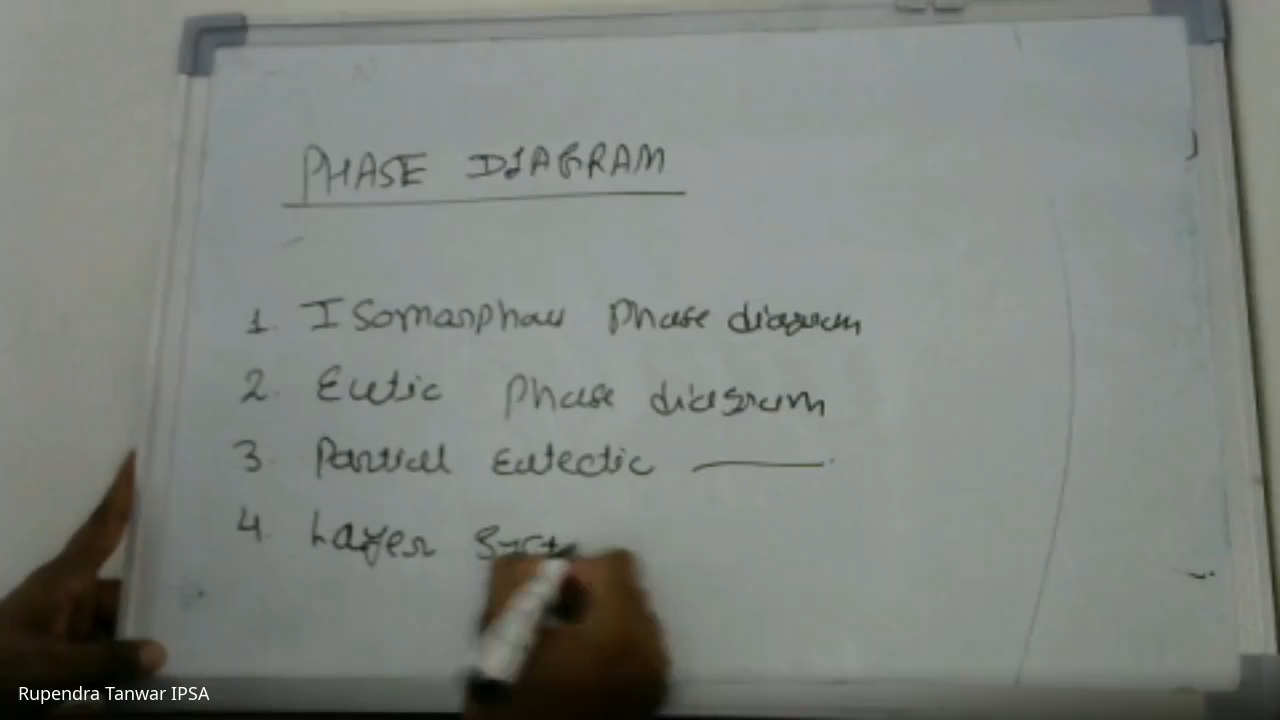 PHASE DIAGRAM
1. Isomorphous Phase diagram
2. Eutic Phase diagram
3. Partial Eutectic
4. Layer
Rupendra Tanwar IPSA